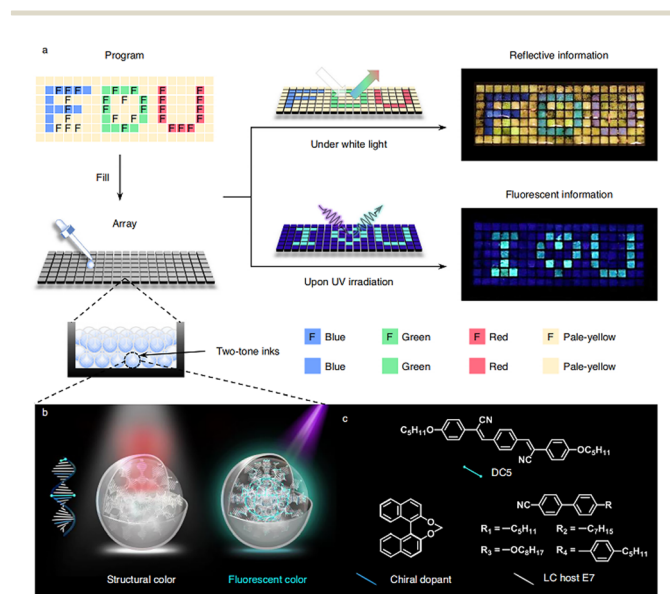 a
Program
Reflective information
F F F F F F
F F F F
F F F F
F F F F
F F F F
F F F F F F F
Under white light
Fill
Fluorescent information
Array
Upon UV irradiation
Two-tone inks
F Blue F Green F Red F Pale-yellow
Blue Green Red Pale-yellow
b
c
CN
C₅H₁₁O
OC₅H₁₁
CN
DC5
NC
R
O
O
R₁ = —C₅H₁₁ R₂ = —C₇H₁₅
R₃ = —OC₈H₁₇ R₄ = C₅H₁₁
Structural color
Fluorescent color
Chiral dopant
LC host E7